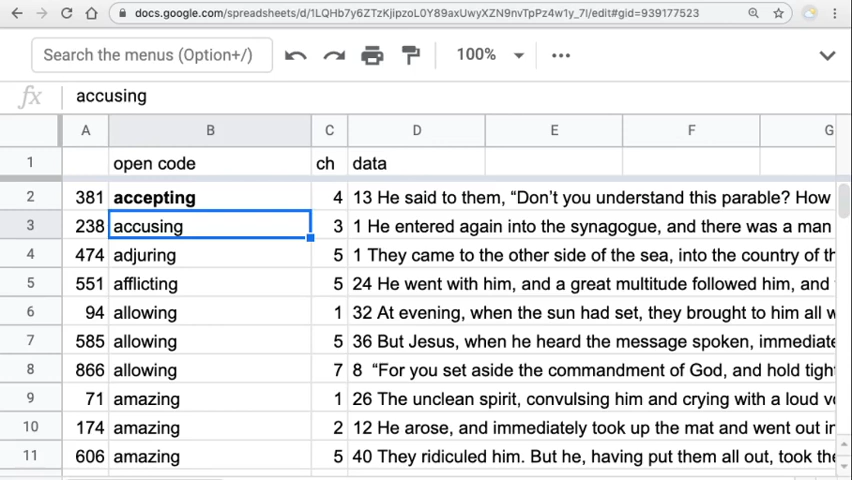 docs.google.com/spreadsheets/d/1LQHb7y6ZTzKjipzoL0Y89axUwyXZN9nvTpPz4w1y_7I/edit#gid=939177523
Search the menus (Option+/) 100%
fx accusing
A B C D E F G
1 open code ch data
2 381 accepting 4 13 He said to them, “Don’t you understand this parable? How
3 238 accusing 3 1 He entered again into the synagogue, and there was a man
4 474 adjuring 5 1 They came to the other side of the sea, into the country of th
5 551 afflicting 5 24 He went with him, and a great multitude followed him, and
6 94 allowing 1 32 At evening, when the sun had set, they brought to him all w
7 585 allowing 5 36 But Jesus, when he heard the message spoken, immediate
8 866 allowing 7 8 “For you set aside the commandment of God, and hold tigh
9 71 amazing 1 26 The unclean spirit, convulsing him and crying with a loud vo
10 174 amazing 2 12 He arose, and immediately took up the mat and went out in
11 606 amazing 5 40 They ridiculed him. But he, having put them all out, took the